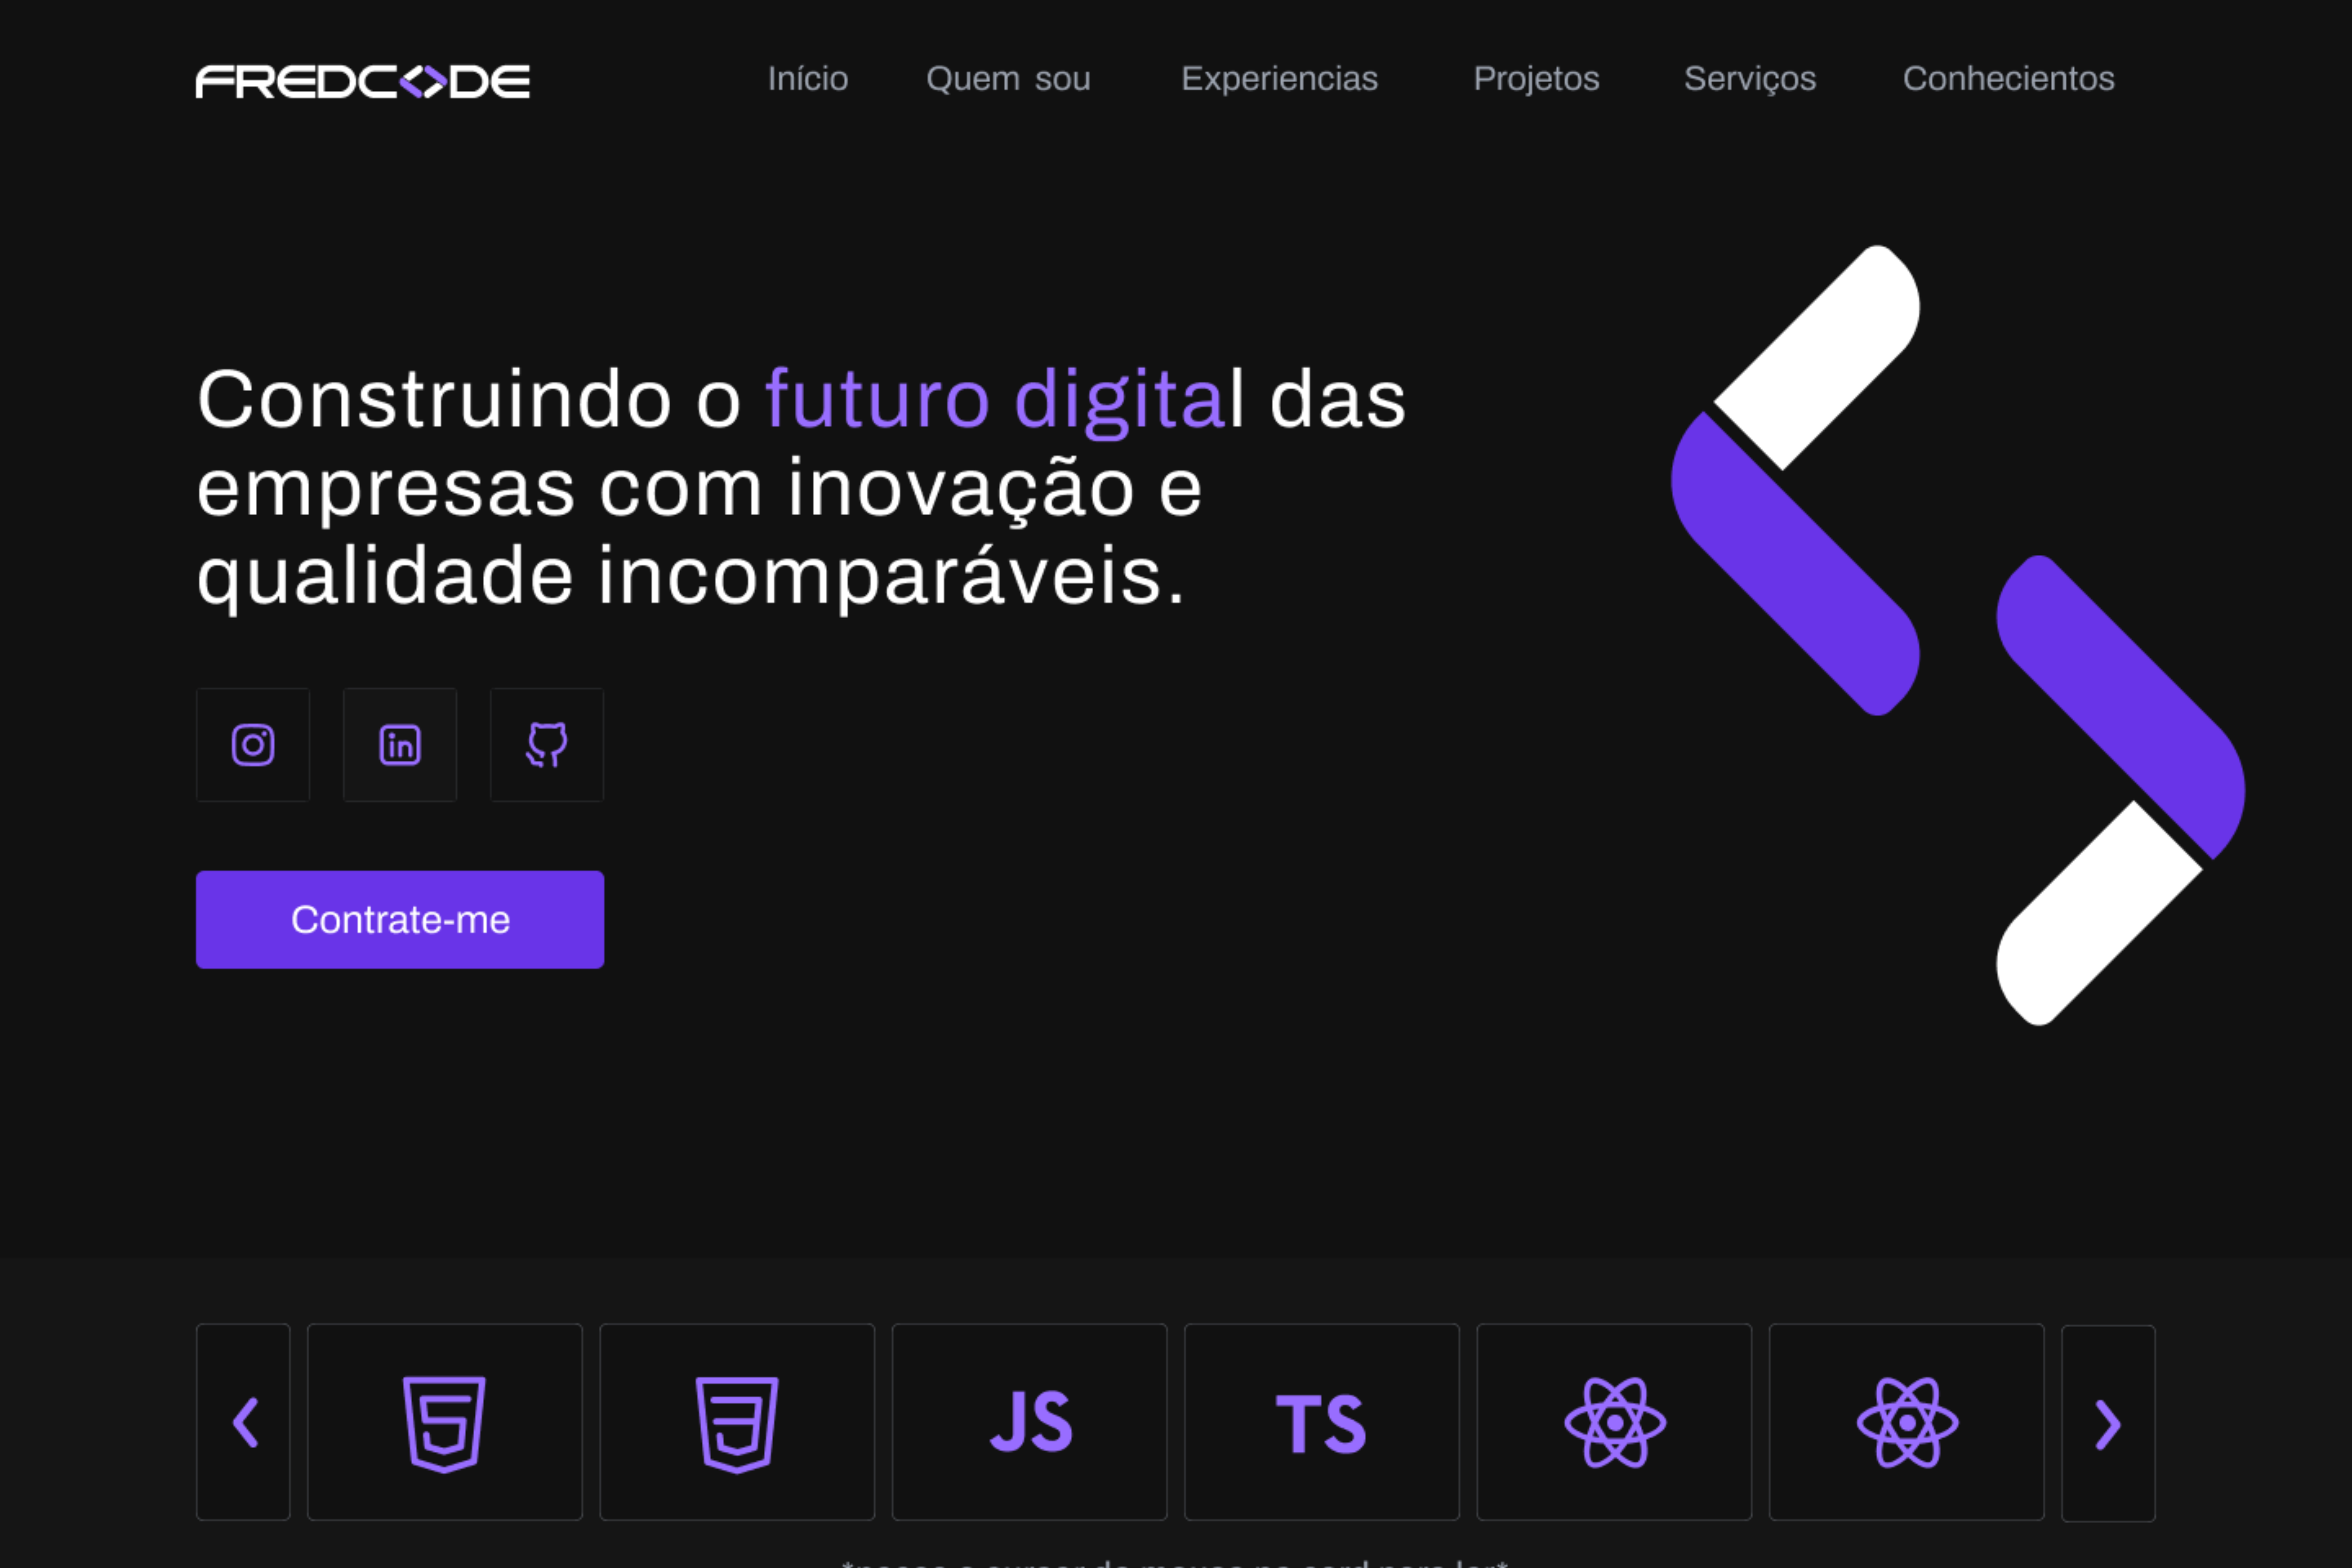 FREDCODE
Início Quem sou Experiencias Projetos Serviços Conhecientos
Construindo o futuro digital das
empresas com inovação e
qualidade incomparáveis.
in
Contrate-me
JS TS